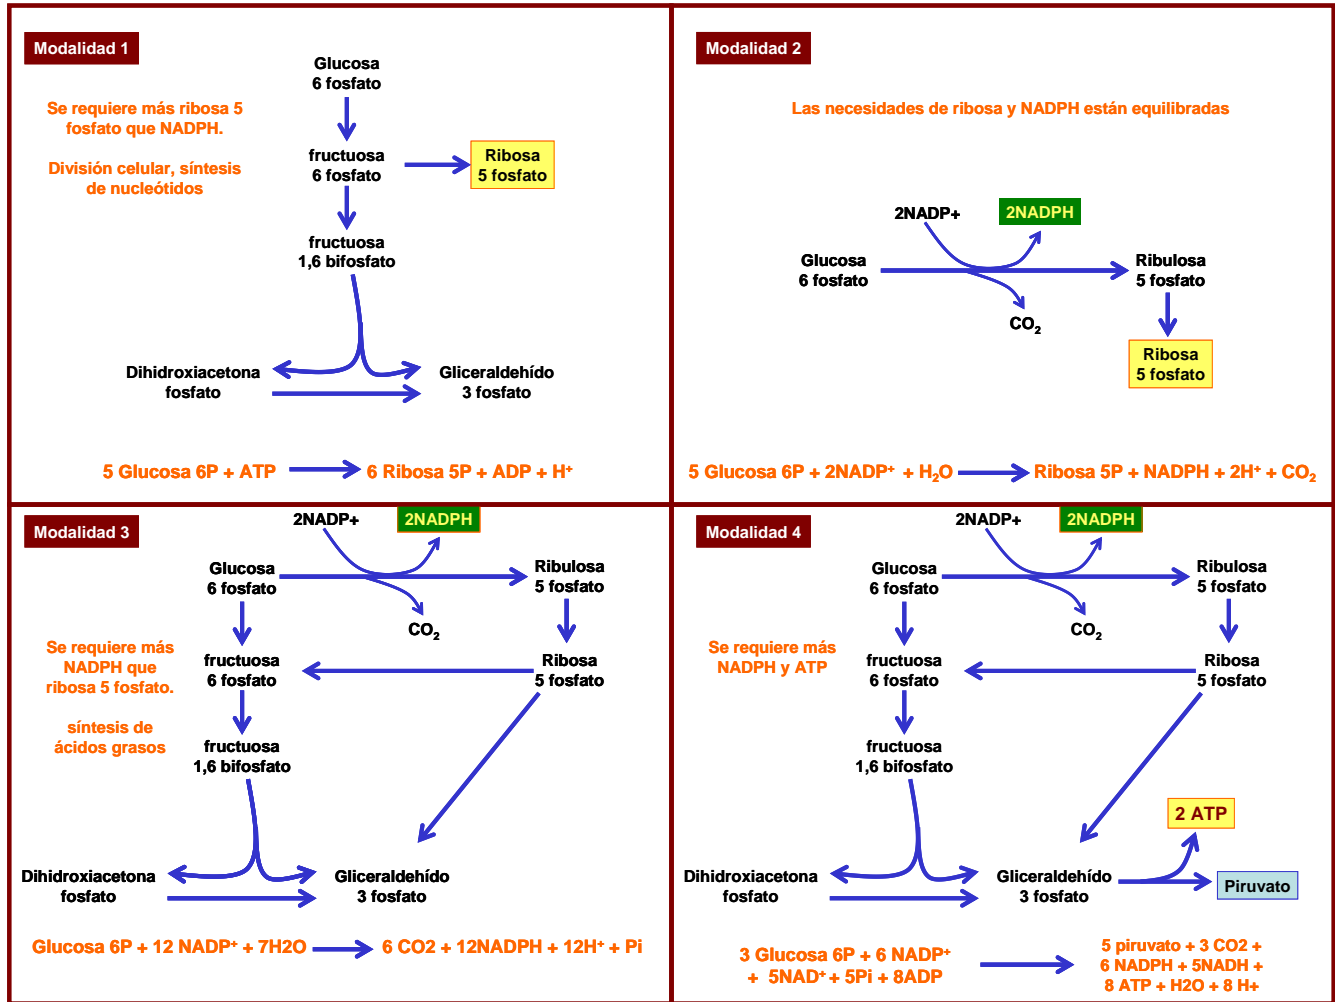 Modalidad 1
Glucosa
6 fosfato
Se requiere más ribosa 5
fosfato que NADPH.
División celular, síntesis
de nucleótidos
fructuosa
6 fosfato
Ribosa
5 fosfato
fructuosa
1,6 bifosfato
Dihidroxiacetona
fosfato
Gliceraldehído
3 fosfato
5 Glucosa 6P + ATP
6 Ribosa 5P + ADP + H⁺
Modalidad 2
Las necesidades de ribosa y NADPH están equilibradas
2NADP+
2NADPH
Glucosa
6 fosfato
Ribulosa
5 fosfato
CO₂
Ribosa
5 fosfato
5 Glucosa 6P + 2NADP⁺ + H₂O
Ribosa 5P + NADPH + 2H⁺ + CO₂
Modalidad 3
2NADP+
2NADPH
Glucosa
6 fosfato
Ribulosa
5 fosfato
CO₂
Se requiere más
NADPH que
ribosa 5 fosfato.
síntesis de
ácidos grasos
fructuosa
6 fosfato
Ribosa
5 fosfato
fructuosa
1,6 bifosfato
Dihidroxiacetona
fosfato
Gliceraldehído
3 fosfato
Glucosa 6P + 12 NADP⁺ + 7H2O
6 CO2 + 12NADPH + 12H⁺ + Pi
Modalidad 4
2NADP+
2NADPH
Glucosa
6 fosfato
Ribulosa
5 fosfato
CO₂
Se requiere más
NADPH y ATP
fructuosa
6 fosfato
Ribosa
5 fosfato
fructuosa
1,6 bifosfato
2 ATP
Dihidroxiacetona
fosfato
Gliceraldehído
3 fosfato
Piruvato
3 Glucosa 6P + 6 NADP⁺
+ 5NAD⁺ + 5Pi + 8ADP
5 piruvato + 3 CO2 +
6 NADPH + 5NADH +
8 ATP + H2O + 8 H+